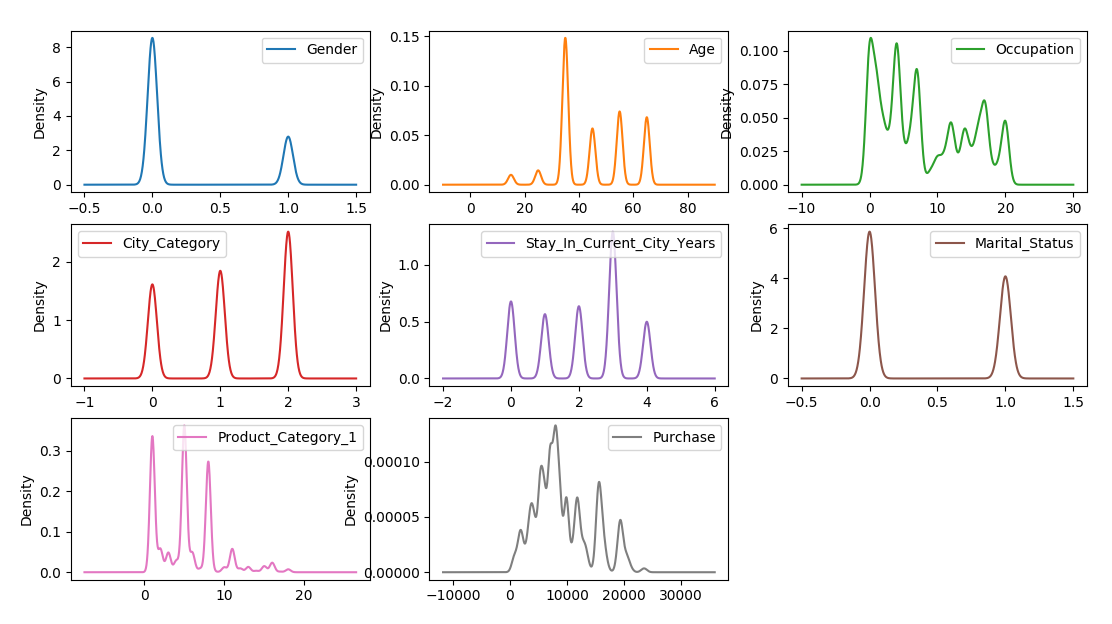 Gender
Density
8
6
4
2
0
−0.5 0.0 0.5 1.0 1.5
Age
Density
0.15
0.10
0.05
0.00
0 20 40 60 80
Occupation
Density
0.100
0.075
0.050
0.025
0.000
−10 0 10 20 30
City_Category
Density
2
1
0
−1 0 1 2 3
Stay_In_Current_City_Years
Density
1.0
0.5
0.0
−2 0 2 4 6
Marital_Status
Density
6
4
2
0
−0.5 0.0 0.5 1.0 1.5
Product_Category_1
Density
0.3
0.2
0.1
0.0
0 10 20
Purchase
Density
0.00010
0.00005
0.00000
−10000 0 10000 20000 30000